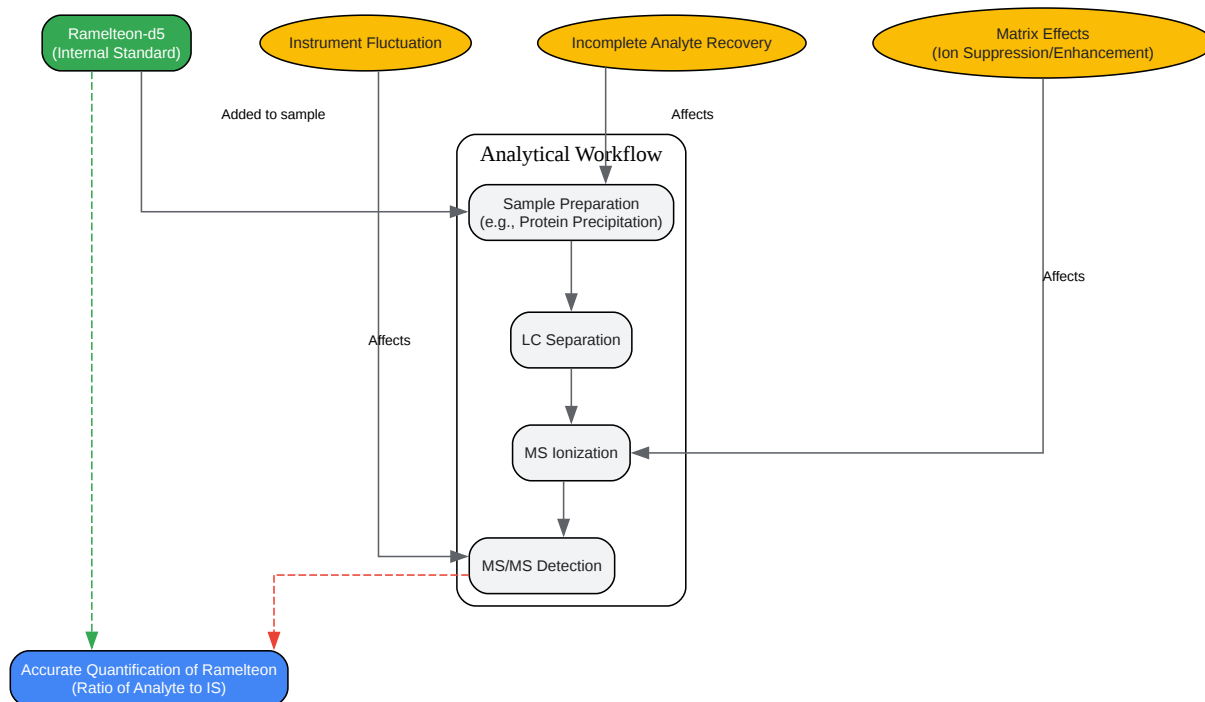 Ramelteon-d5
(Internal Standard)
Instrument Fluctuation
Incomplete Analyte Recovery
Matrix Effects
(Ion Suppression/Enhancement)
Added to sample
Affects
Analytical Workflow
Sample Preparation
(e.g., Protein Precipitation)
Affects
LC Separation
Affects
MS Ionization
MS/MS Detection
Accurate Quantification of Ramelteon
(Ratio of Analyte to IS)